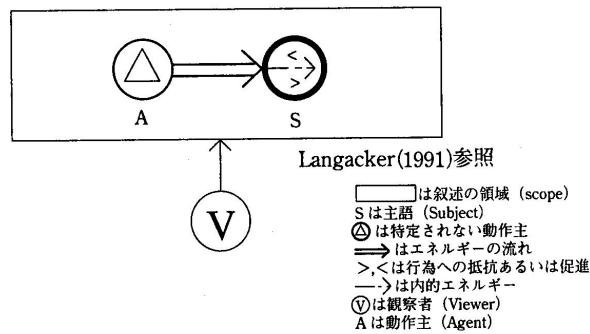 A
S
Langacker(1991)参照
V
は叙述の領域 (scope)
Sは主語 (Subject)
は特定されない動作主
はエネルギーの流れ
>,<は行為への抵抗あるいは促進
は内的エネルギー
Ⓥは観察者 (Viewer)
Aは動作主 (Agent)